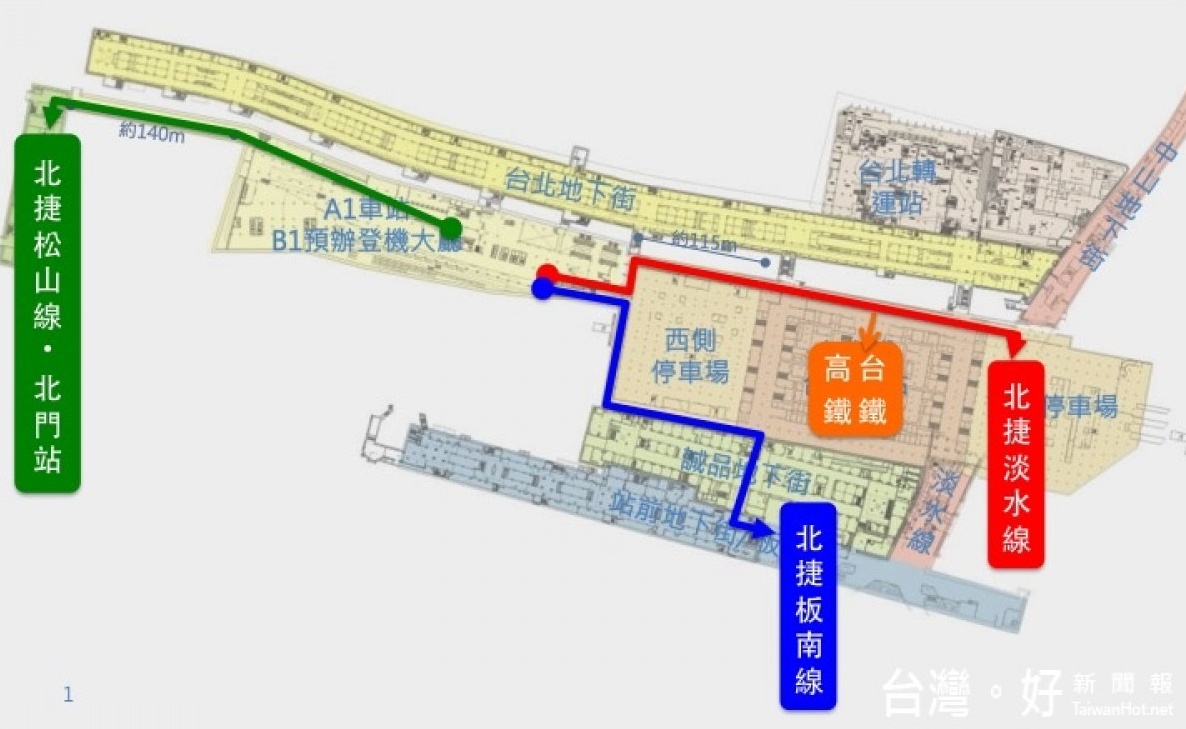 約140m
北捷松山線・北門站
台北地下街
台北轉
運站
中山地下街
A1車站
B1預辦登機大廳
約115m
西側
停車場
高台
鐵鐵
北捷淡水線
停車場
誠品地下街
站前地下街/板
淡水線
北捷板南線
1
台灣。好 新聞報
TaiwanHot.net